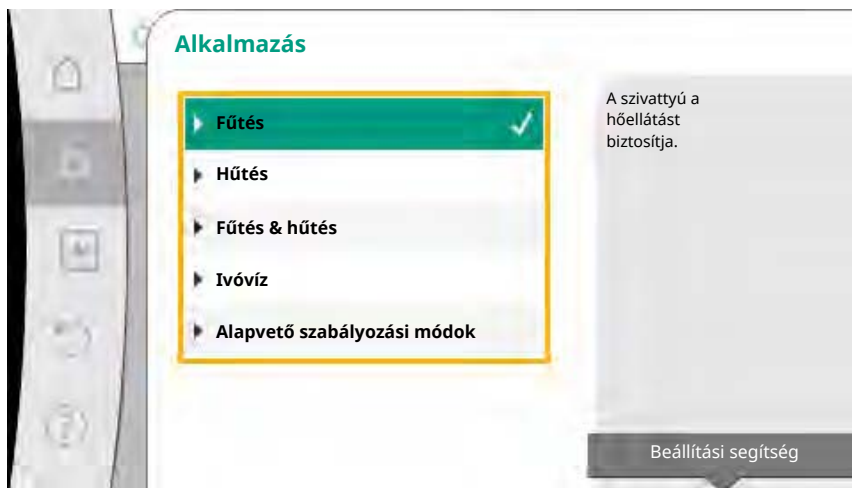 Alkalmazás
Fűtés
Hűtés
Fűtés & hűtés
Ivóvíz
Alapvető szabályozási módok
A szivattyú a
hőellátást
biztosítja.
Beállítási segítség